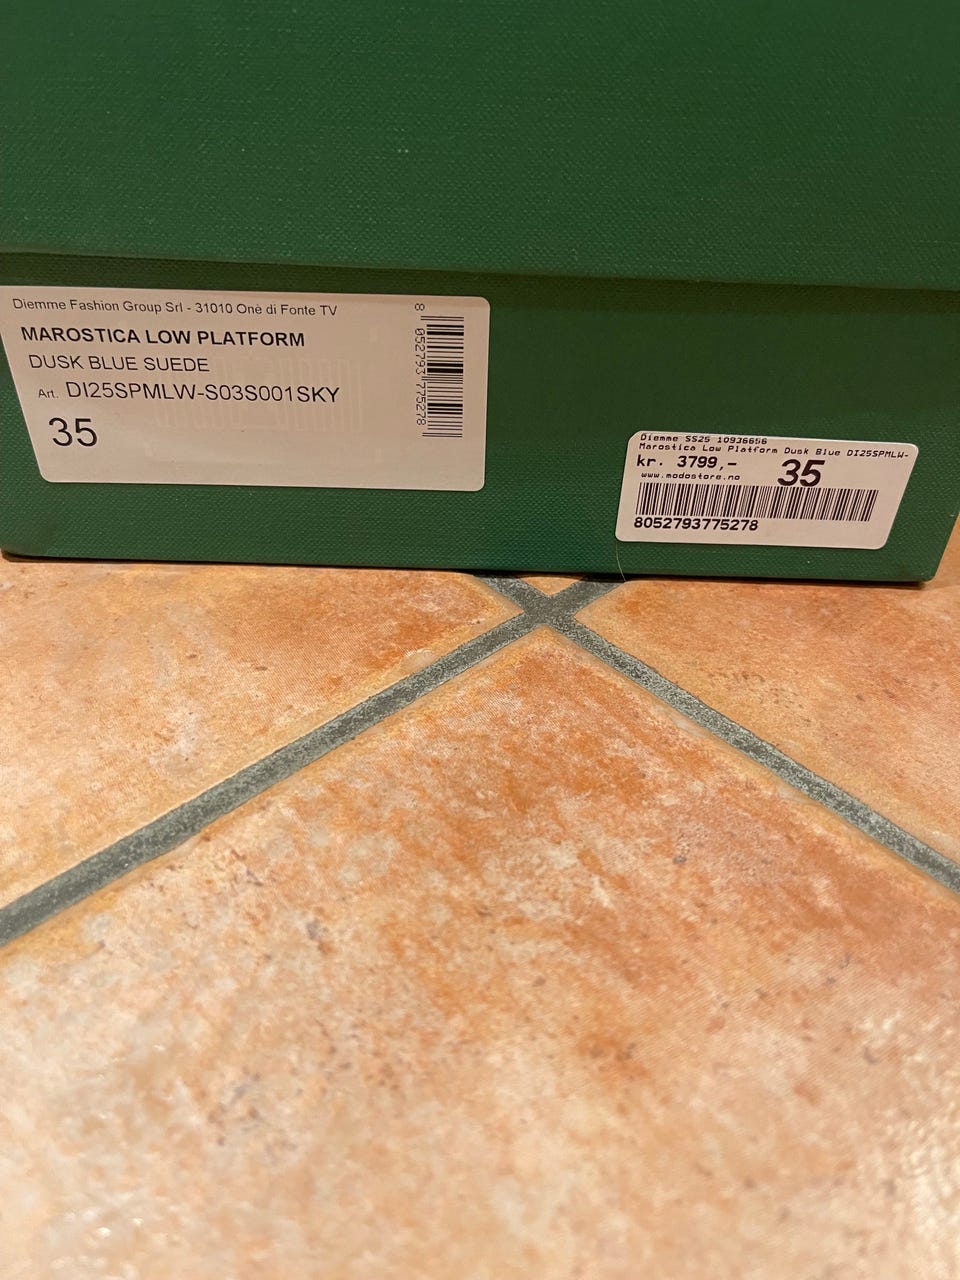 Diemme Fashion Group Srl - 31010 Onè di Fonte TV
MAROSTICA LOW PLATFORM
DUSK BLUE SUEDE
Art. DI25SPMLW-S03S001SKY
35
8 052793 775278
Diemme SS25 10936656
Marostica Low Platform Dusk Blue DI25SPMLW-
kr. 3799,- 35
www.modostore.no
8052793775278